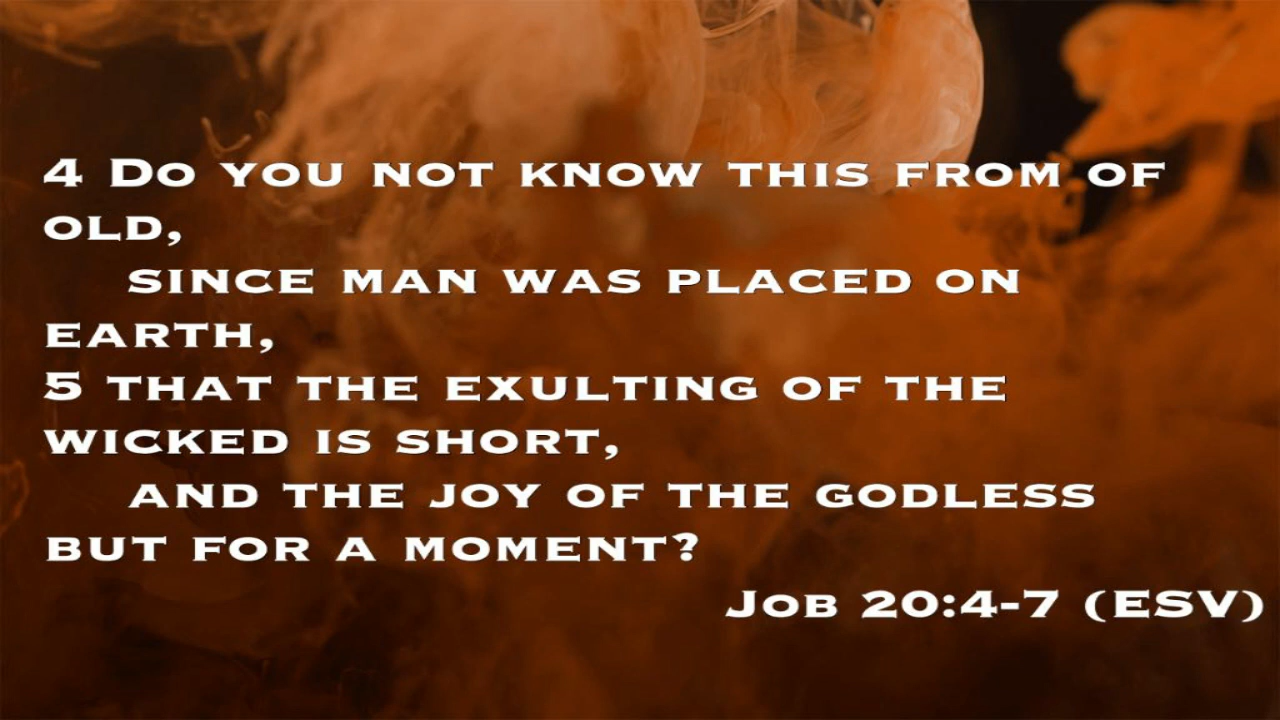 4 Do you not know this from of
old,
since man was placed on
earth,
5 that the exulting of the
wicked is short,
and the joy of the godless
but for a moment?
Job 20:4-7 (ESV)